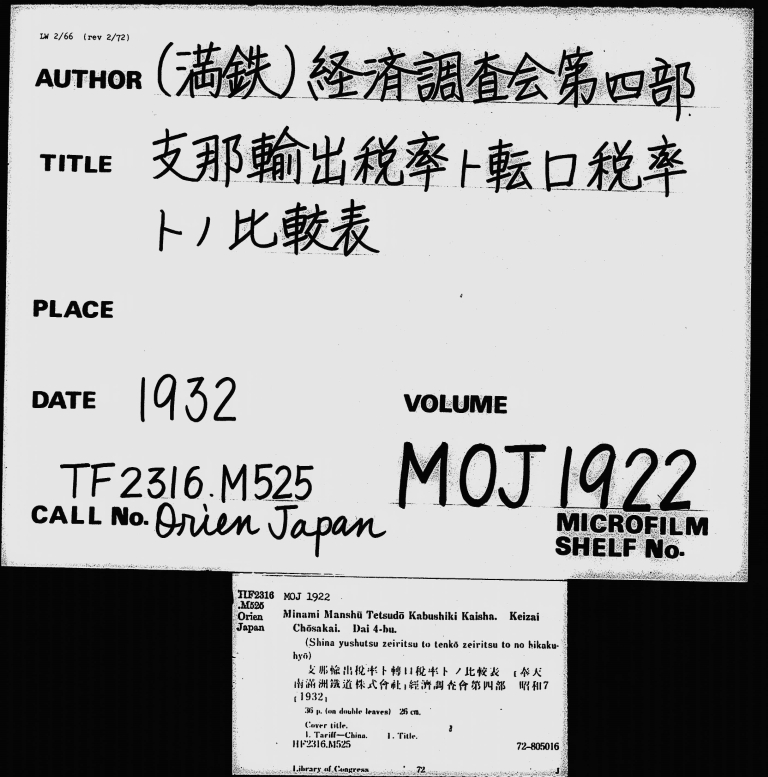 LW 2/66 (rev 2/72)
AUTHOR (満鉄)経済調査会第四部
TITLE 支那輸出税率ト転口税率
トノ比較表
PLACE
DATE 1932
VOLUME
TF2316.M525 MOJ 1922
CALL No. Orien Japan
MICROFILM
SHELF No.
HF2316 MOJ 1922
.M525
Orien Minami Manshū Tetsudō Kabushiki Kaisha. Keizai
Japan Chōsakai. Dai 4-bu.
(Shina yushutsu zeiritsu to tenkō zeiritsu to no hikaku-
hyō)
支那輸出稅率ト轉口稅率トノ比較表 [奉天
南滿洲鐵道株式會社]經濟調査會第四部 昭和7
[1932]
36 p. (on double leaves) 26 cm.
Cover title.
1. Tariff—China. I. Title.
HF2316.M525 72-805016
Library of Congress 72